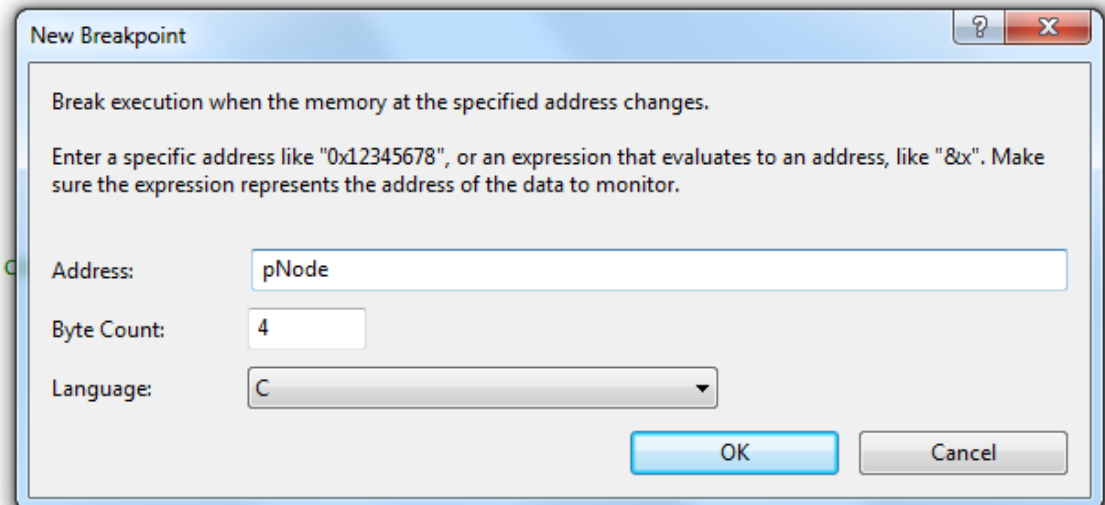 New Breakpoint
Break execution when the memory at the specified address changes.
Enter a specific address like "0x12345678", or an expression that evaluates to an address, like "&x". Make
sure the expression represents the address of the data to monitor.
Address: pNode
Byte Count: 4
Language: C
OK Cancel